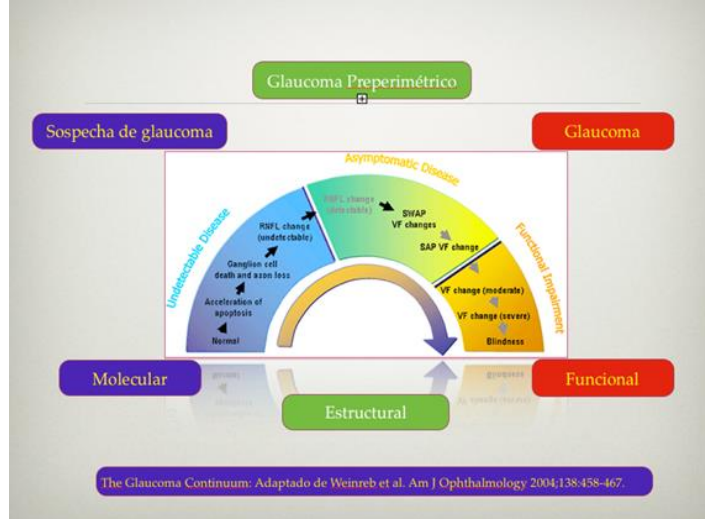 Glaucoma Preperimétrico
Sospecha de glaucoma
Glaucoma
Asymptomatic Disease
Undetectable Disease
Functional Impairment
RNFL change
(detectable)
RNFL change
(undetectable)
SWAP
VF changes
Ganglion cell
death and axon loss
SAP VF change
Acceleration of
apoptosis
VF change (moderate)
VF change (severe)
Normal
Blindness
Molecular
Funcional
Estructural
The Glaucoma Continuum: Adaptado de Weinreb et al. Am J Ophthalmology 2004;138:458-467.